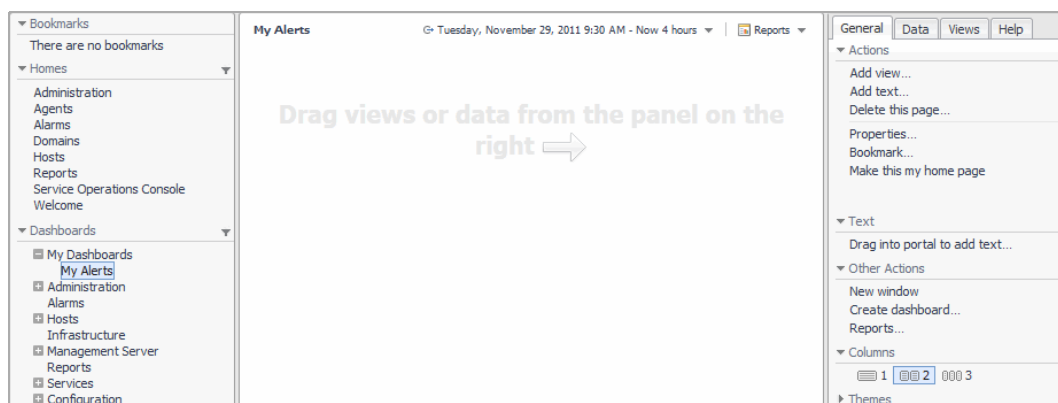 Bookmarks
There are no bookmarks
Homes
Administration
Agents
Alarms
Domains
Hosts
Reports
Service Operations Console
Welcome
Dashboards
My Dashboards
My Alerts
Administration
Alarms
Hosts
Infrastructure
Management Server
Reports
Services
Configuration
My Alerts
Tuesday, November 29, 2011 9:30 AM - Now 4 hours
Reports
Drag views or data from the panel on the
right
General Data Views Help
Actions
Add view...
Add text...
Delete this page...
Properties...
Bookmark...
Make this my home page
Text
Drag into portal to add text...
Other Actions
New window
Create dashboard...
Reports...
Columns
1 2 3
Themes